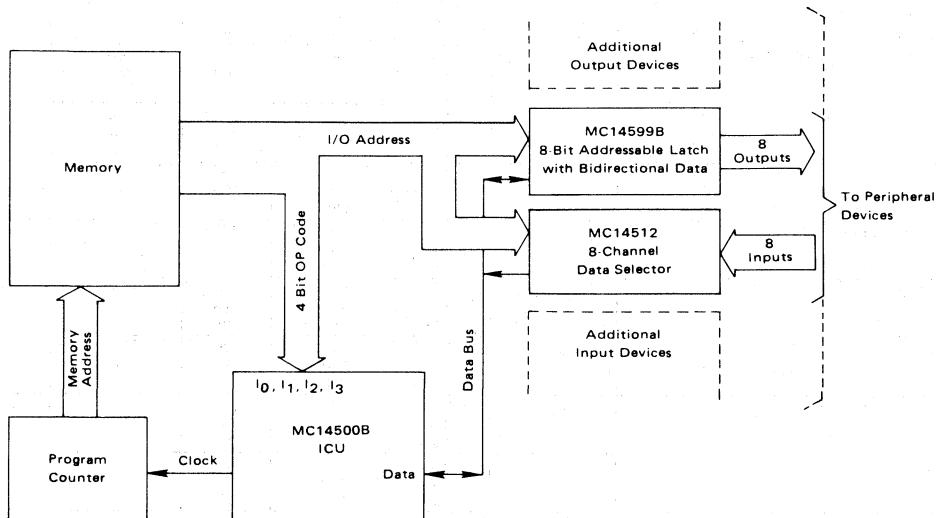 Additional
Output Devices
Memory
I/O Address
MC14599B
8-Bit Addressable Latch
with Bidirectional Data
8
Outputs
To Peripheral
Devices
MC14512
8-Channel
Data Selector
8
Inputs
4 Bit OP Code
Memory
Address
Data Bus
Additional
Input Devices
I0, I1, I2, I3
MC14500B
ICU
Program
Counter
Clock
Data